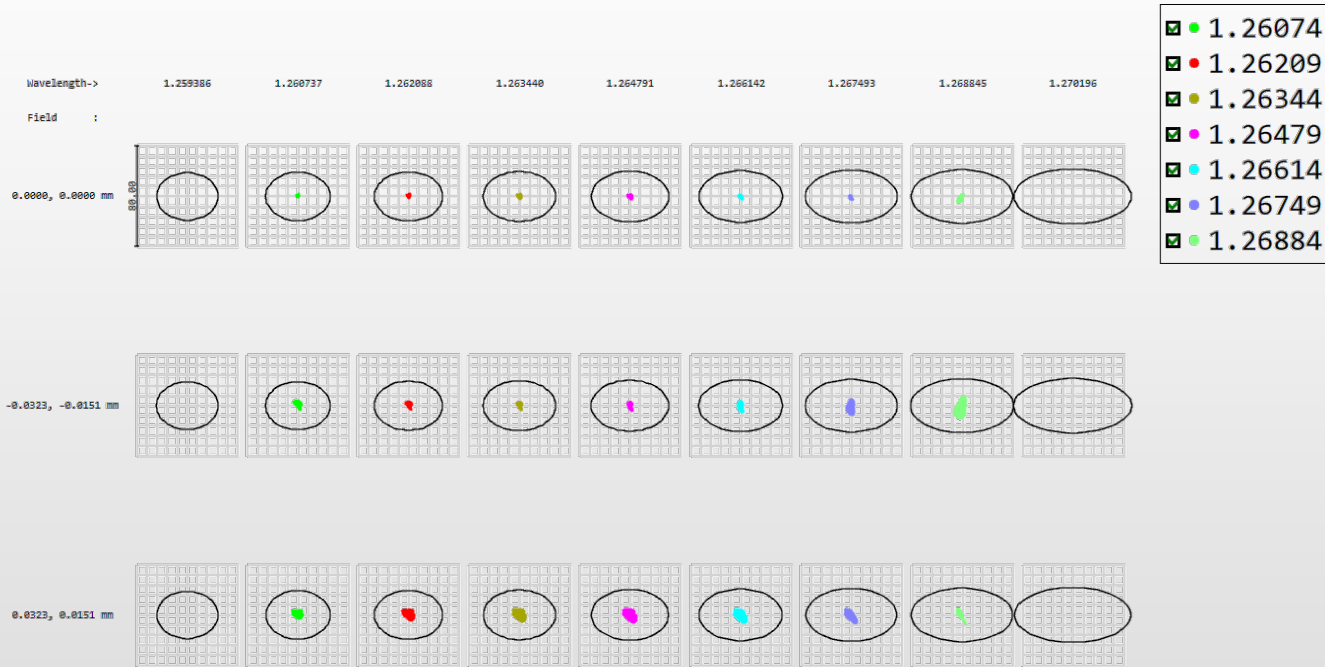 Wavelength-> 1.259386 1.260737 1.262088 1.263440 1.264791 1.266142 1.267493 1.268845 1.270196
Field :
0.0000, 0.0000 mm
80.00
-0.0323, -0.0151 mm
0.0323, 0.0151 mm
1.26074
1.26209
1.26344
1.26479
1.26614
1.26749
1.26884